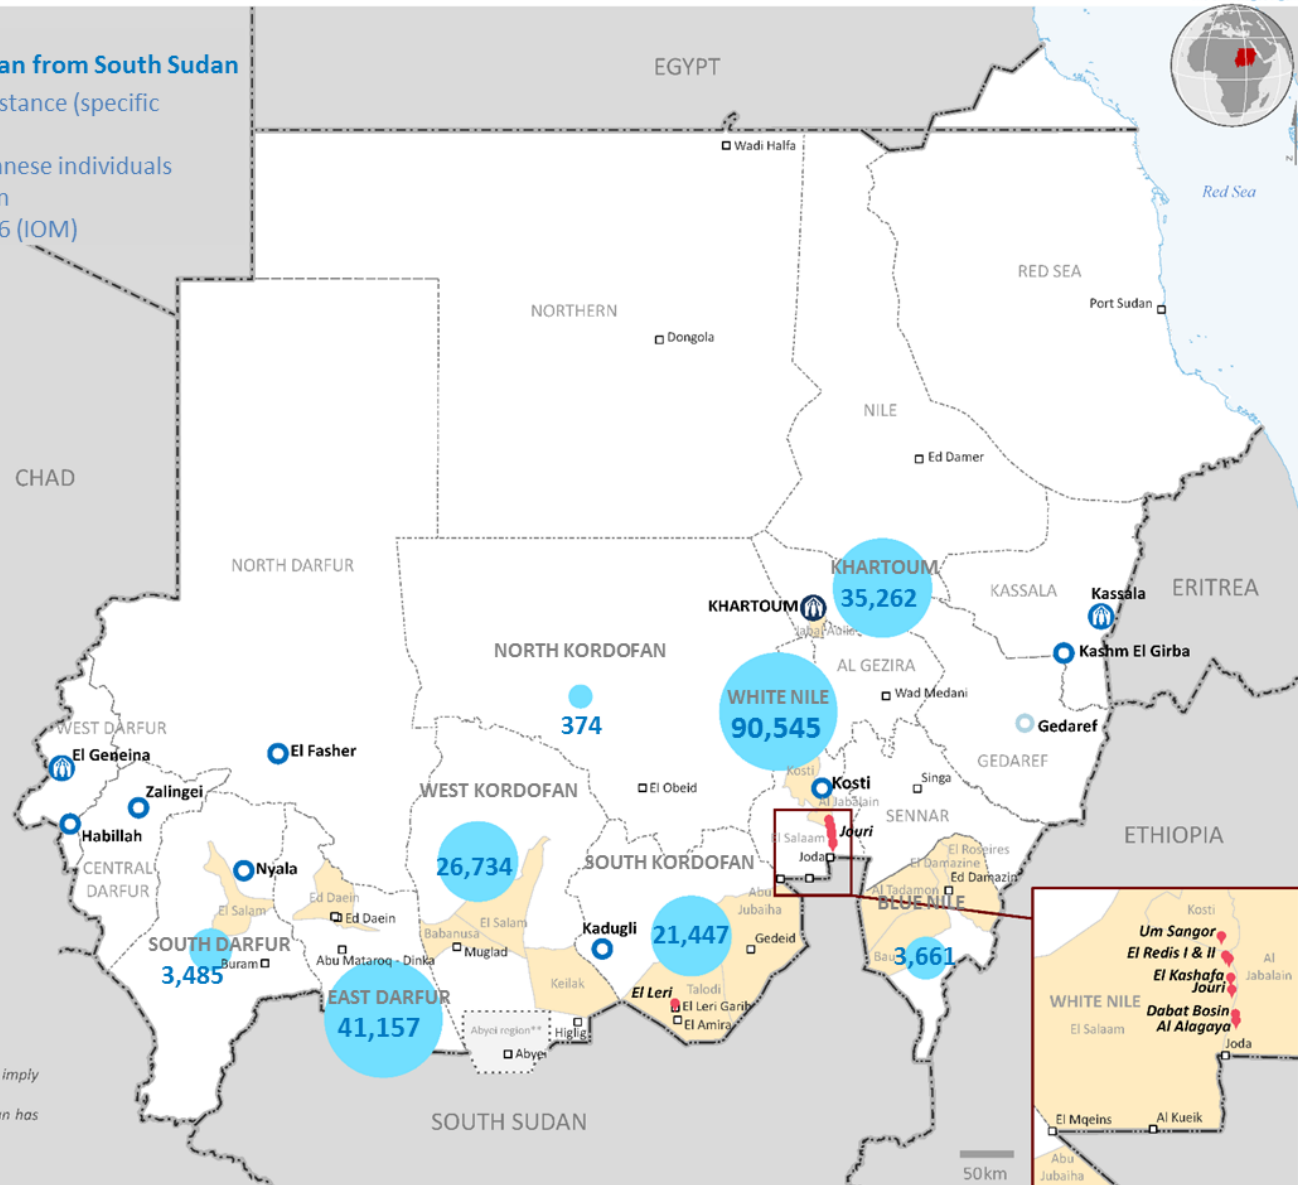 an from South Sudan
stance (specific
nese individuals
n
6 (IOM)
EGYPT
Wadi Halfa
Red Sea
N
RED SEA
Port Sudan
NORTHERN
Dongola
NILE
Ed Damer
CHAD
NORTH DARFUR
KHARTOUM
35,262
KHARTOUM
Jabal Aulia
KASSALA
Kassala
ERITREA
Kashm El Girba
NORTH KORDOFAN
374
AL GEZIRA
Wad Medani
WHITE NILE
90,545
Gedaref
GEDAREF
WEST DARFUR
El Geneina
El Fasher
Zalingei
Habillah
CENTRAL
DARFUR
Nyala
El Salam
SOUTH DARFUR
3,485
Buram
Ed Daein
Ed Daein
Abu Mataroq - Dinka
EAST DARFUR
41,157
WEST KORDOFAN
26,734
El Salam
Babanusa
Muglad
Keilak
Abyei region**
Higlig
Abyei
El Obeid
SOUTH KORDOFAN
21,447
Kadugli
Abu
Jubaiha
Gedeid
Talodi
El Leri
El Leri Garib
El Amira
Kosti
Kosti
Al Jabalain
El Salaam
Jouri
Joda
Singa
SENNAR
El Roseires
El Damazine
Ed Damazin
Al Tadamon
BLUE NILE
Bau
3,661
ETHIOPIA
SOUTH SUDAN
imply
an has
50km
Kosti
Um Sangor
El Redis I & II
El Kashafa
Jouri
Al
Jabalain
WHITE NILE
El Salaam
Dabat Bosin
Al Alagaya
Joda
El Mqeins
Al Kueik
Abu
Jubaiha